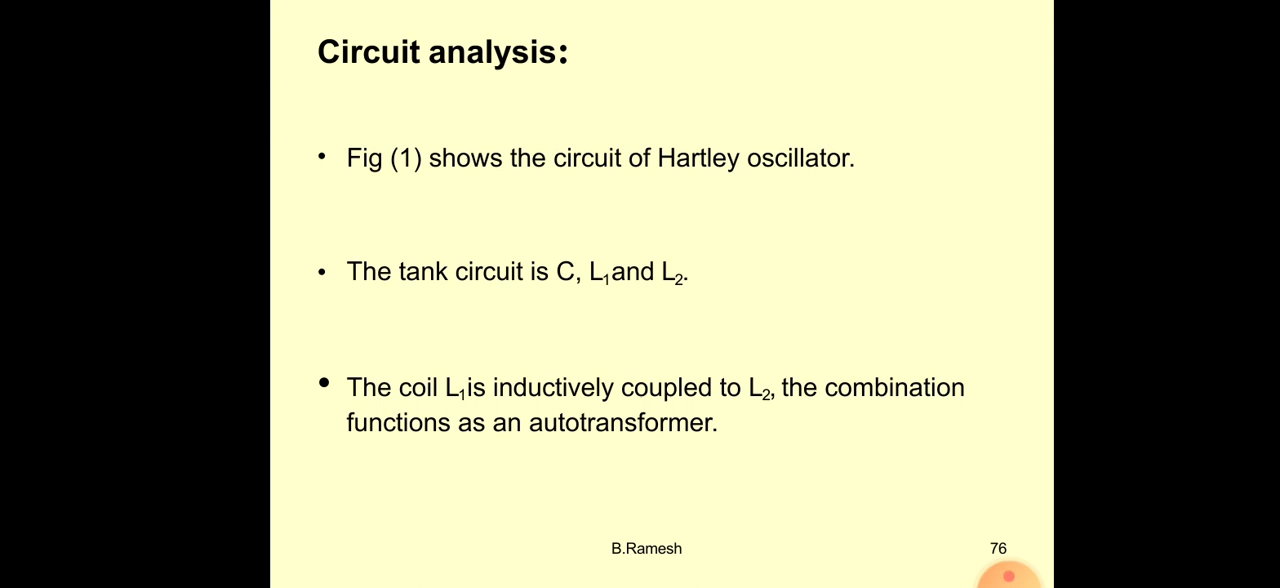 Circuit analysis:
• Fig (1) shows the circuit of Hartley oscillator.
• The tank circuit is C, L₁and L₂.
• The coil L₁is inductively coupled to L₂, the combination
functions as an autotransformer.
B.Ramesh
76